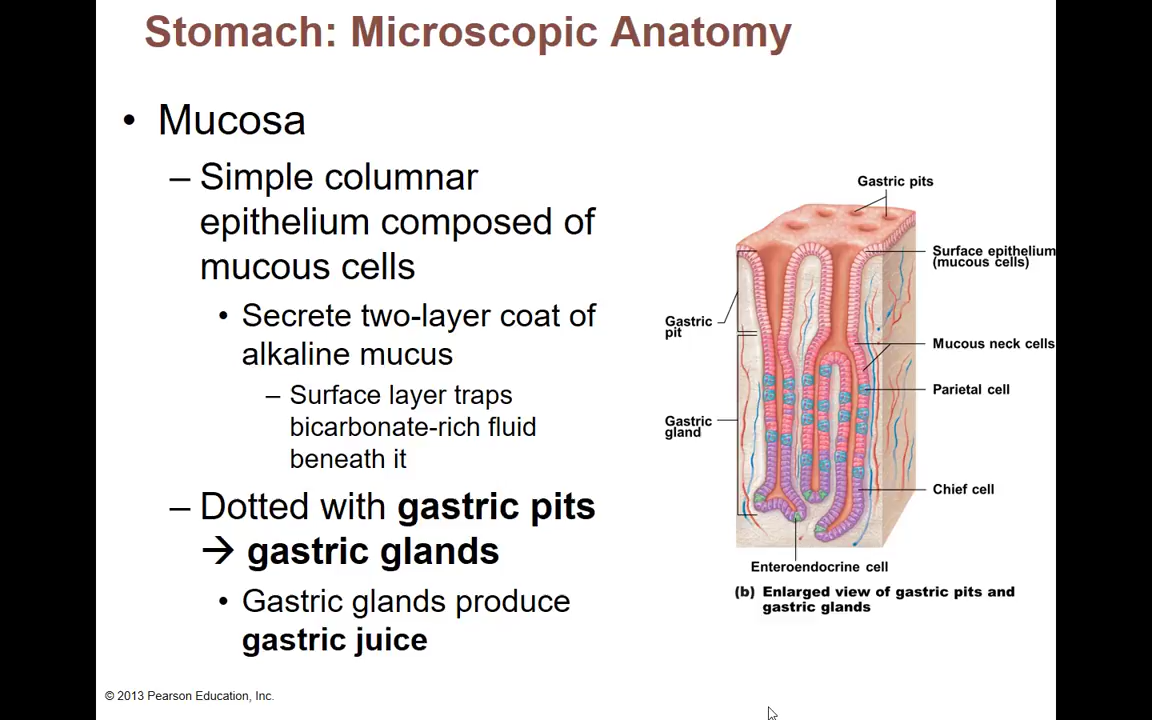 Stomach: Microscopic Anatomy
• Mucosa
– Simple columnar
epithelium composed of
mucous cells
• Secrete two-layer coat of
alkaline mucus
– Surface layer traps
bicarbonate-rich fluid
beneath it
– Dotted with gastric pits
→ gastric glands
• Gastric glands produce
gastric juice
Gastric pits
Surface epithelium
(mucous cells)
Gastric
pit
Mucous neck cells
Parietal cell
Gastric
gland
Chief cell
Enteroendocrine cell
(b) Enlarged view of gastric pits and
gastric glands
© 2013 Pearson Education, Inc.